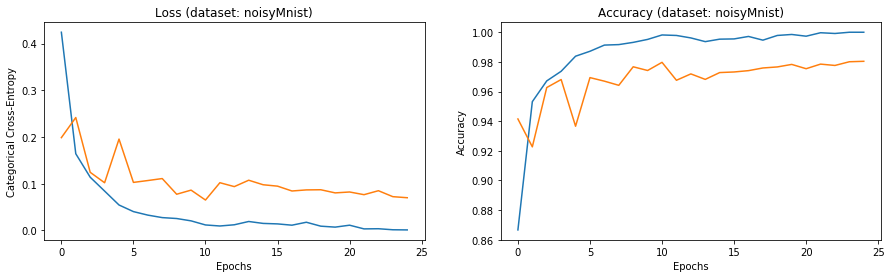 Loss (dataset: noisyMnist)
Categorical Cross-Entropy
0.4
0.3
0.2
0.1
0.0
0 5 10 15 20 25
Epochs
Accuracy (dataset: noisyMnist)
Accuracy
1.00
0.98
0.96
0.94
0.92
0.90
0.88
0.86
0 5 10 15 20 25
Epochs